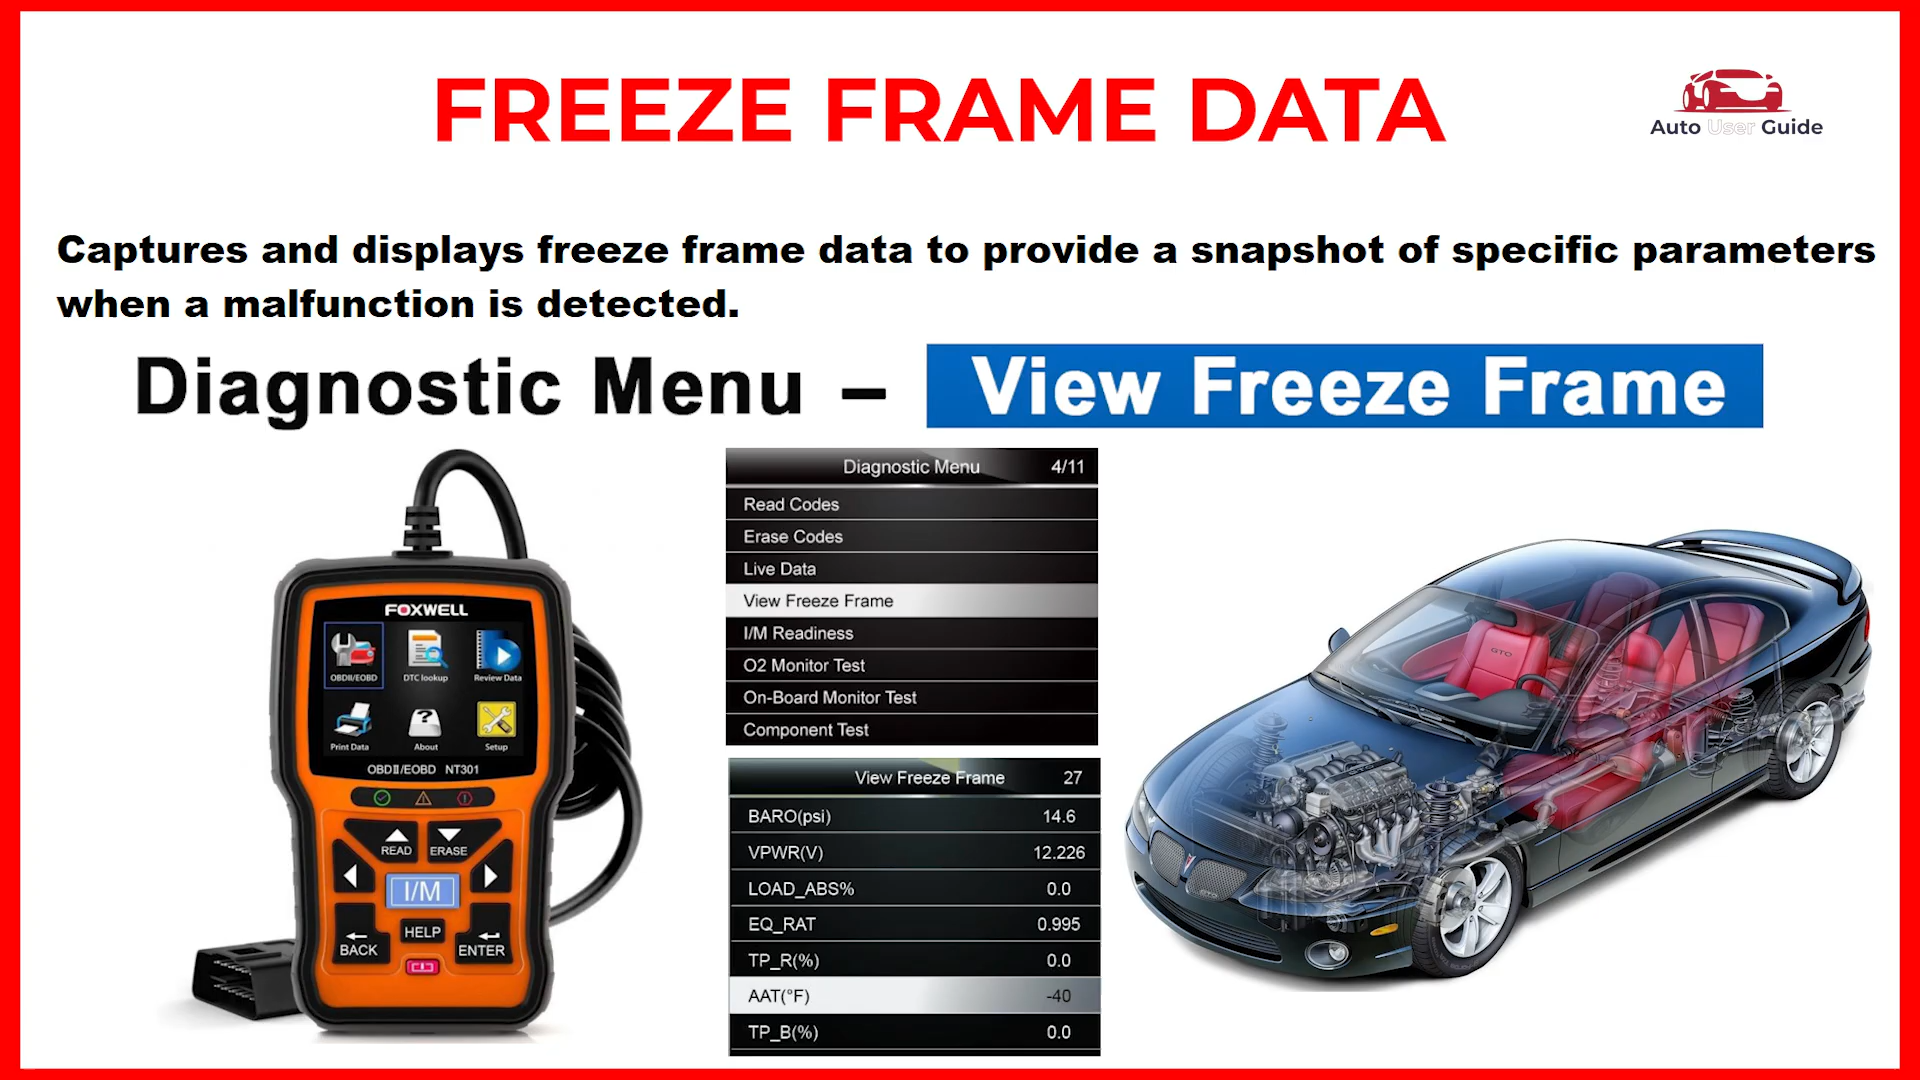 FREEZE FRAME DATA
Auto User Guide
Captures and displays freeze frame data to provide a snapshot of specific parameters
when a malfunction is detected.
Diagnostic Menu – View Freeze Frame
FOXWELL
OBDII/EOBD DTC lookup Review Data
Print Data About Setup
OBDII/EOBD NT301
READ ERASE
I/M
HELP
BACK ENTER
Diagnostic Menu 4/11
Read Codes
Erase Codes
Live Data
View Freeze Frame
I/M Readiness
O2 Monitor Test
On-Board Monitor Test
Component Test
View Freeze Frame 27
BARO(psi) 14.6
VPWR(V) 12.226
LOAD_ABS% 0.0
EQ_RAT 0.995
TP_R(%) 0.0
AAT(°F) -40
TP_B(%) 0.0
GTO